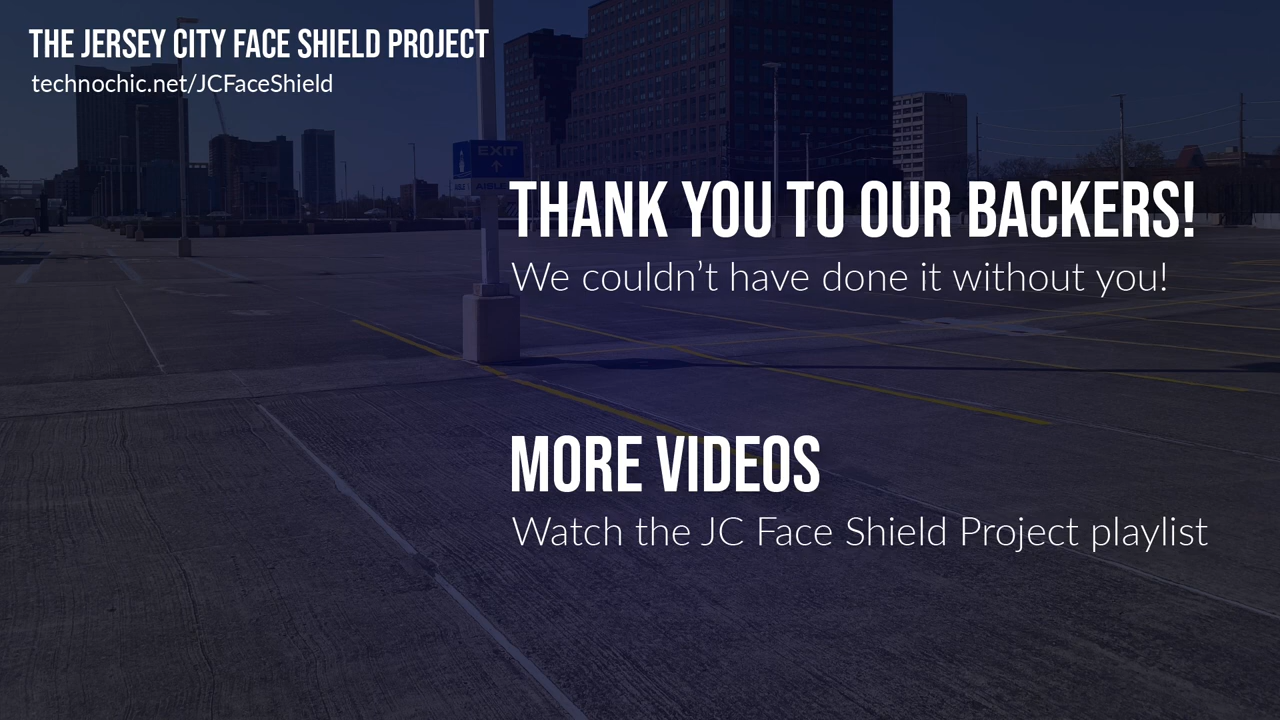 THE JERSEY CITY FACE SHIELD PROJECT
technochic.net/JCFaceShield
EXIT
AISLE
THANK YOU TO OUR BACKERS!
We couldn’t have done it without you!
MORE VIDEOS
Watch the JC Face Shield Project playlist